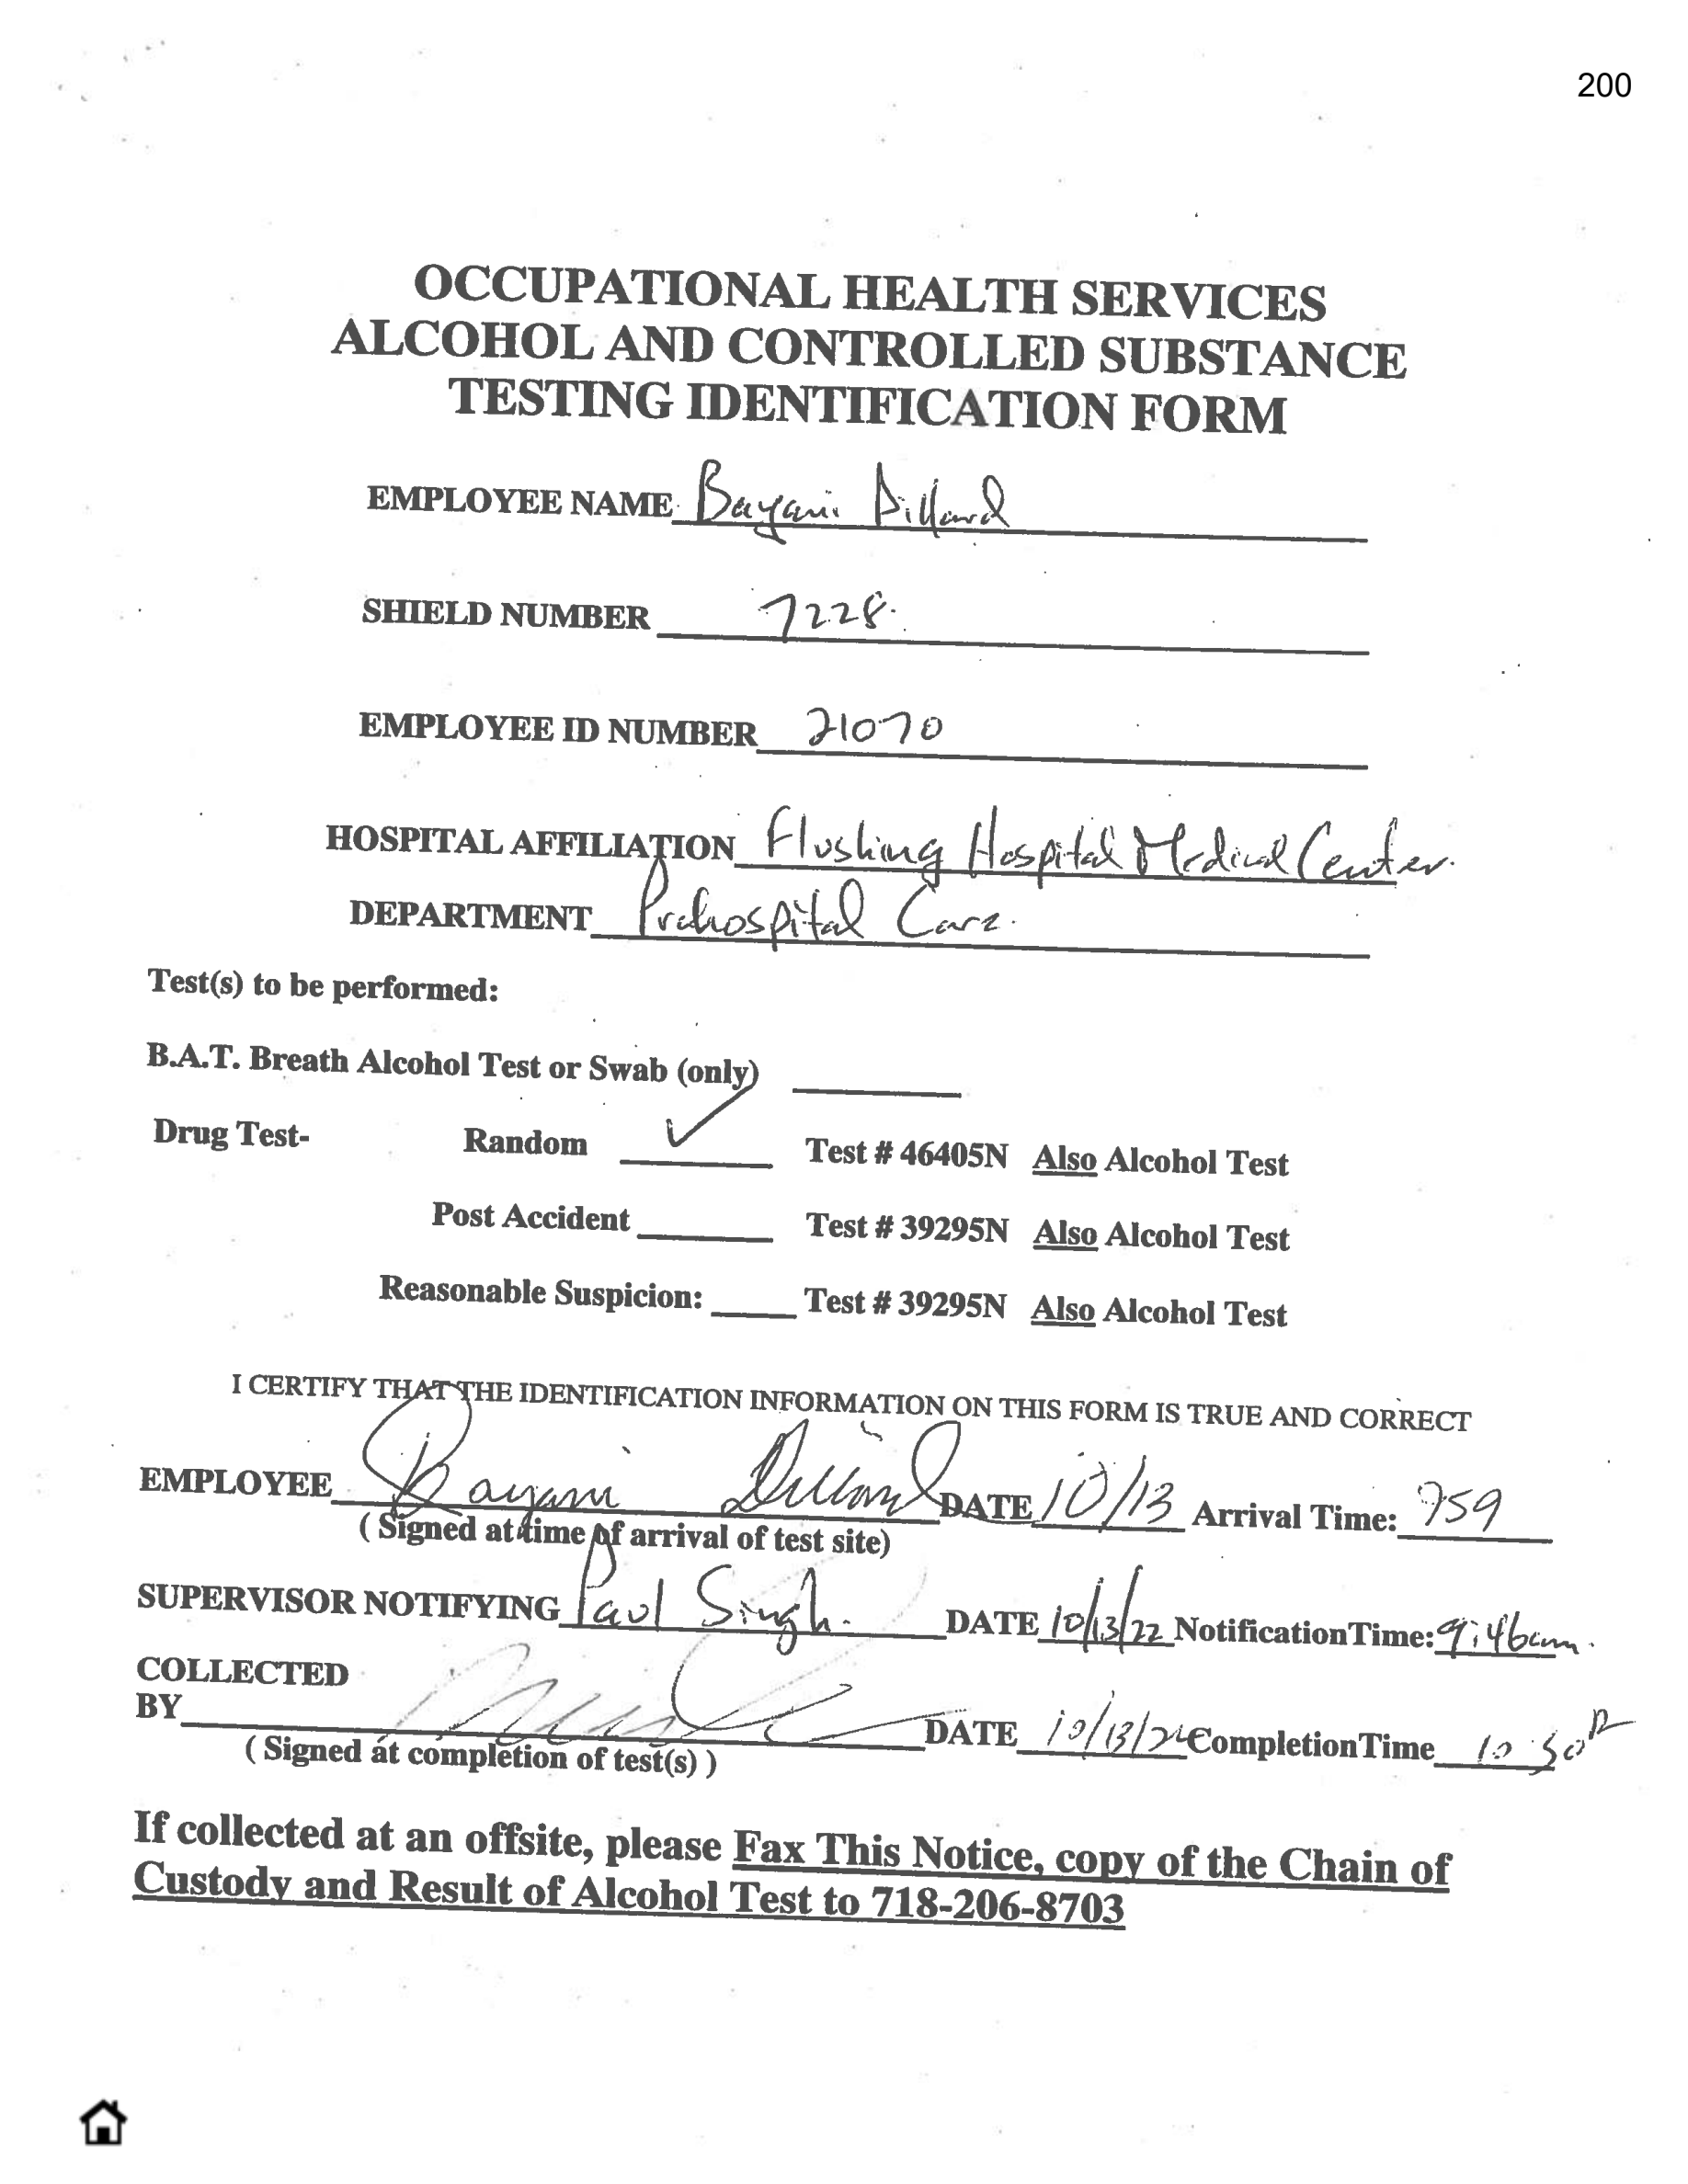 200
OCCUPATIONAL HEALTH SERVICES
ALCOHOL AND CONTROLLED SUBSTANCE
TESTING IDENTIFICATION FORM
EMPLOYEE NAME Bayani Dillard
SHIELD NUMBER 7228.
EMPLOYEE ID NUMBER 21070
HOSPITAL AFFILIATION Flushing Hospital Medical Center.
DEPARTMENT Prehospital Care.
Test(s) to be performed:
B.A.T. Breath Alcohol Test or Swab (only)
Drug Test- Random ✓ Test # 46405N Also Alcohol Test
Post Accident Test # 39295N Also Alcohol Test
Reasonable Suspicion: Test # 39295N Also Alcohol Test
I CERTIFY THAT THE IDENTIFICATION INFORMATION ON THIS FORM IS TRUE AND CORRECT
EMPLOYEE Bayani Dillard DATE 10/13 Arrival Time: 959
( Signed at time of arrival of test site)
SUPERVISOR NOTIFYING Paul Singh. DATE 10/13/22 NotificationTime: 9:46am.
COLLECTED
BY DATE 10/13/22 CompletionTime
( Signed at completion of test(s) )
If collected at an offsite, please Fax This Notice, copy of the Chain of
Custody and Result of Alcohol Test to 718-206-8703